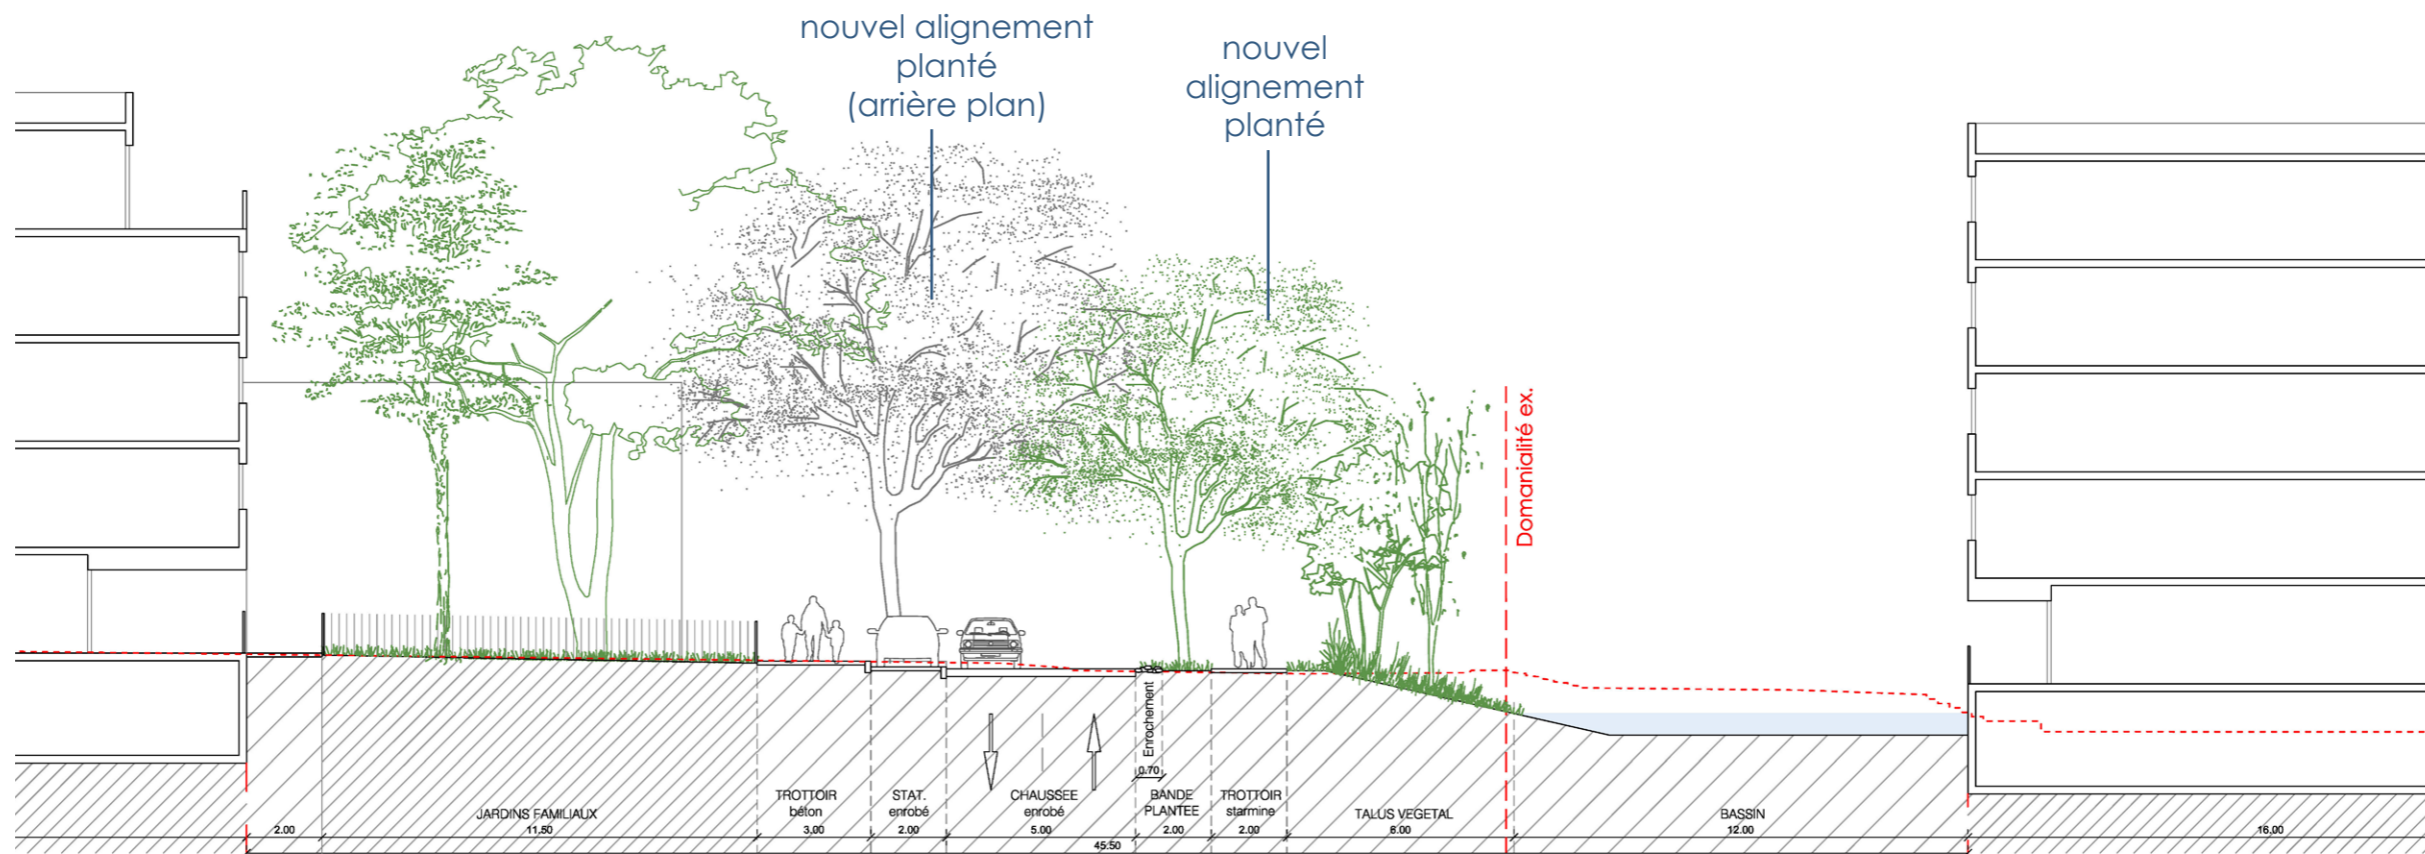 nouvel alignement
planté
(arrière plan)
nouvel
alignement
planté
Domanialité ex.
Enrochement
0.70
JARDINS FAMILIAUX
TROTTOIR
béton
STAT.
enrobé
CHAUSSEE
enrobé
BANDE
PLANTEE
TROTTOIR
starmine
TALUS VEGETAL
BASSIN
2.00
11.50
3.00
2.00
5.00
2.00
2.00
6.00
12.00
16.00
45.50